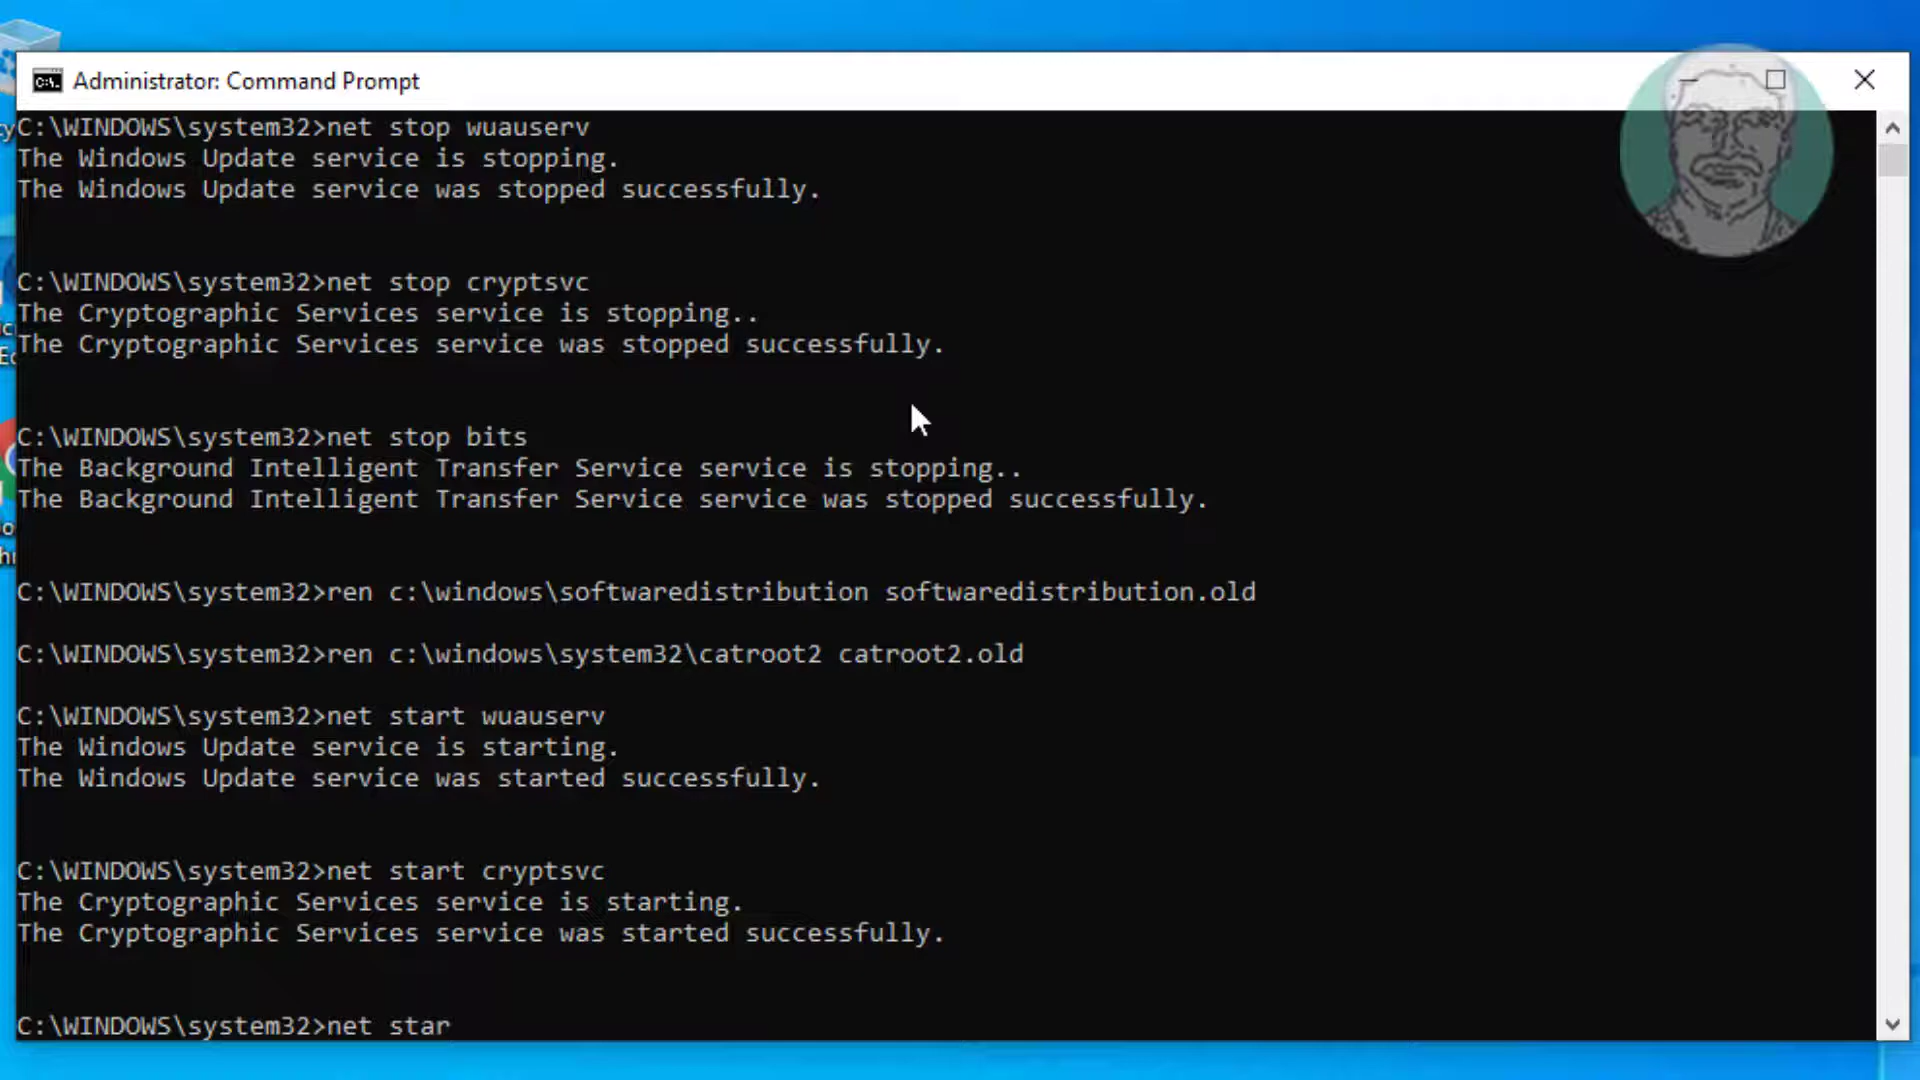 Administrator: Command Prompt
C:\WINDOWS\system32>net stop wuauserv
The Windows Update service is stopping.
The Windows Update service was stopped successfully.
C:\WINDOWS\system32>net stop cryptsvc
The Cryptographic Services service is stopping..
The Cryptographic Services service was stopped successfully.
C:\WINDOWS\system32>net stop bits
The Background Intelligent Transfer Service service is stopping..
The Background Intelligent Transfer Service service was stopped successfully.
C:\WINDOWS\system32>ren c:\windows\softwaredistribution softwaredistribution.old
C:\WINDOWS\system32>ren c:\windows\system32\catroot2 catroot2.old
C:\WINDOWS\system32>net start wuauserv
The Windows Update service is starting.
The Windows Update service was started successfully.
C:\WINDOWS\system32>net start cryptsvc
The Cryptographic Services service is starting.
The Cryptographic Services service was started successfully.
C:\WINDOWS\system32>net star